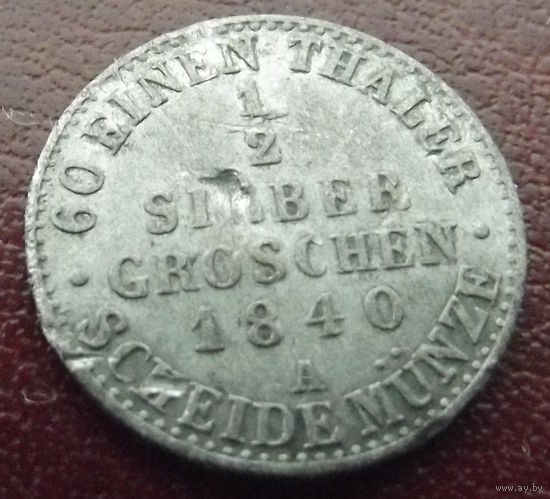 60 EINEN THALER
1
2
SILBER
GROSCHEN
1840
A
SCHEIDEMÜNZE
www.ay.by